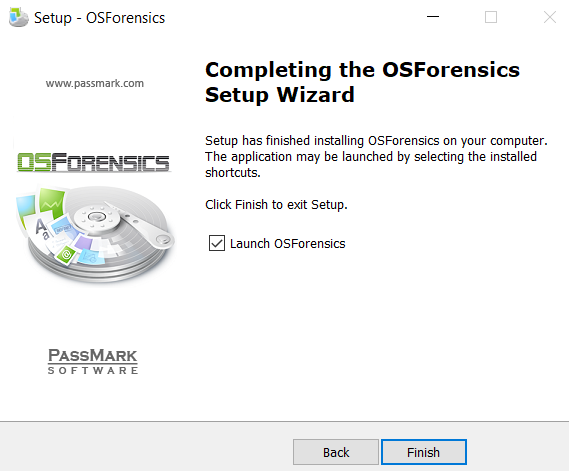 Setup - OSForensics
www.passmark.com
Completing the OSForensics
Setup Wizard
Setup has finished installing OSForensics on your computer.
The application may be launched by selecting the installed
shortcuts.
Click Finish to exit Setup.
Launch OSForensics
OSFORENSICS
Aa
@
PASSMARK
SOFTWARE
Back
Finish